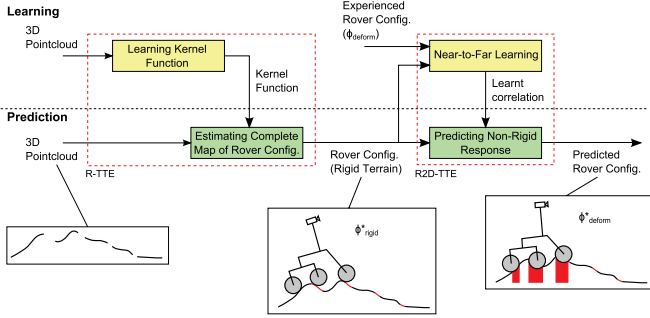 Learning
3D
Pointcloud
Learning Kernel
Function
Kernel
Function
Experienced
Rover Config.
(ϕdeform)
Near-to-Far Learning
Learnt
correlation
Prediction
3D
Pointcloud
R-TTE
Estimating Complete
Map of Rover Config.
Rover Config.
(Rigid Terrain)
R2D-TTE
Predicting Non-Rigid
Response
Predicted
Rover Config.
ϕ*rigid
ϕ*deform